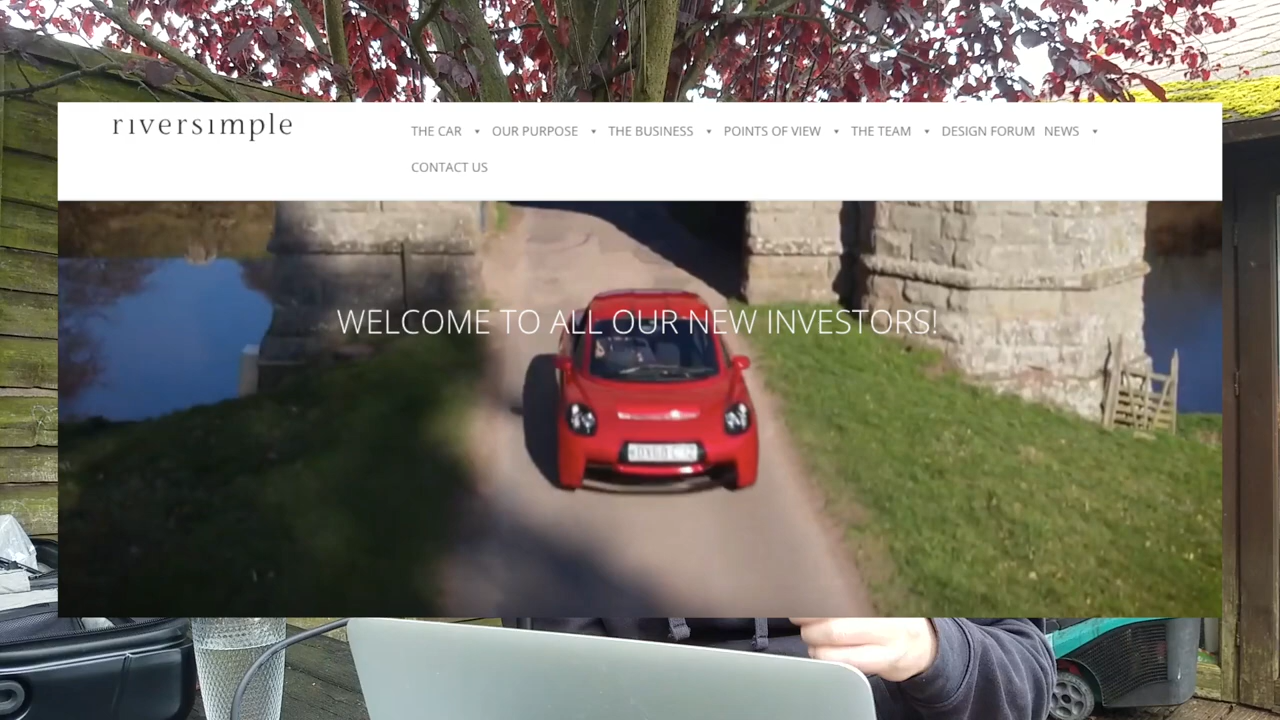 riversimple
THE CAR OUR PURPOSE THE BUSINESS POINTS OF VIEW THE TEAM DESIGN FORUM NEWS
CONTACT US
WELCOME TO ALL OUR NEW INVESTORS!